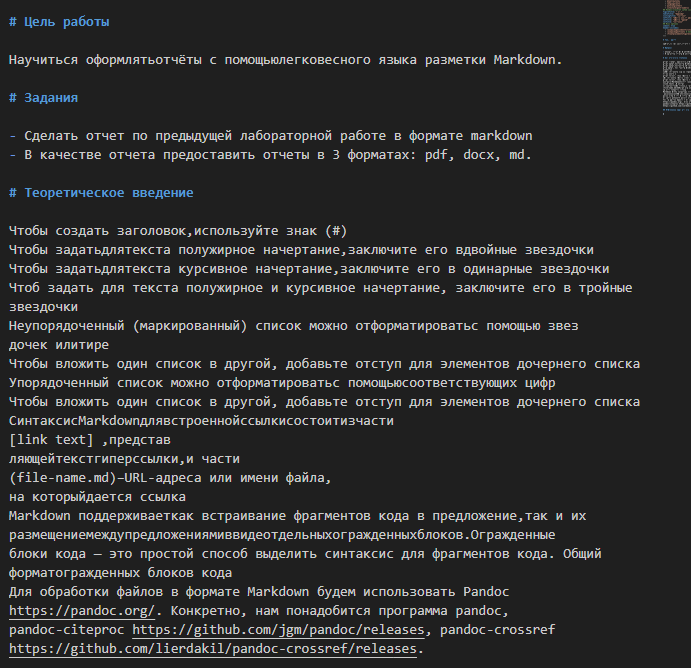 # Цель работы
Научиться оформлятьотчёты с помощьюлегковесного языка разметки Markdown.
# Задания
- Сделать отчет по предыдущей лабораторной работе в формате markdown
- В качестве отчета предоставить отчеты в 3 форматах: pdf, docx, md.
# Теоретическое введение
Чтобы создать заголовок,используйте знак (#)
Чтобы задатьдлятекста полужирное начертание,заключите его вдвойные звездочки
Чтобы задатьдлятекста курсивное начертание,заключите его в одинарные звездочки
Чтоб задать для текста полужирное и курсивное начертание, заключите его в тройные
звездочки
Неупорядоченный (маркированный) список можно отформатироватьс помощью звез
дочек илитире
Чтобы вложить один список в другой, добавьте отступ для элементов дочернего списка
Упорядоченный список можно отформатироватьс помощьюсоответствующих цифр
Чтобы вложить один список в другой, добавьте отступ для элементов дочернего списка
СинтаксисMarkdownдлявстроеннойссылкисостоитизчасти
[link text] ,представ
ляющейтекстгиперссылки,и части
(file-name.md)–URL-адреса или имени файла,
на которыйдается ссылка
Markdown поддерживаеткак встраивание фрагментов кода в предложение,так и их
размещениемеждупредложениямиввидеотдельныхогражденныхблоков.Огражденные
блоки кода — это простой способ выделить синтаксис для фрагментов кода. Общий
форматогражденных блоков кода
Для обработки файлов в формате Markdown будем использовать Pandoc
https://pandoc.org/. Конкретно, нам понадобится программа pandoc,
pandoc-citeproc https://github.com/jgm/pandoc/releases, pandoc-crossref
https://github.com/lierdakil/pandoc-crossref/releases.